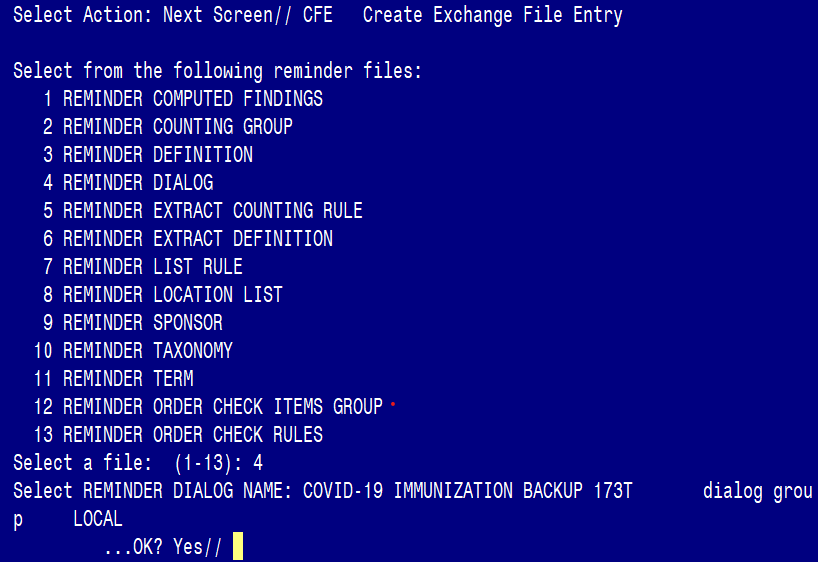 Select Action: Next Screen// CFE   Create Exchange File Entry
Select from the following reminder files:
1 REMINDER COMPUTED FINDINGS
2 REMINDER COUNTING GROUP
3 REMINDER DEFINITION
4 REMINDER DIALOG
5 REMINDER EXTRACT COUNTING RULE
6 REMINDER EXTRACT DEFINITION
7 REMINDER LIST RULE
8 REMINDER LOCATION LIST
9 REMINDER SPONSOR
10 REMINDER TAXONOMY
11 REMINDER TERM
12 REMINDER ORDER CHECK ITEMS GROUP
13 REMINDER ORDER CHECK RULES
Select a file:  (1-13): 4
Select REMINDER DIALOG NAME: COVID-19 IMMUNIZATION BACKUP 173T       dialog grou
p     LOCAL
...OK? Yes//